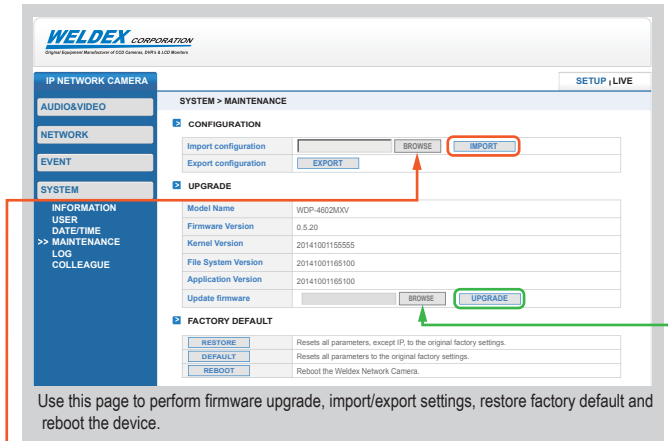 WELDEX CORPORATION
Original Equipment Manufacturer of CCD Cameras, DVR'S & LCD Monitors
IP NETWORK CAMERA
SETUP | LIVE
AUDIO&VIDEO
NETWORK
EVENT
SYSTEM
INFORMATION
USER
DATE/TIME
>> MAINTENANCE
LOG
COLLEAGUE
SYSTEM > MAINTENANCE
CONFIGURATION
Import configuration BROWSE IMPORT
Export configuration EXPORT
UPGRADE
Model Name WDP-4602MXV
Firmware Version 0.5.20
Kernel Version 20141001155555
File System Version 20141001165100
Application Version 20141001165100
Update firmware BROWSE UPGRADE
FACTORY DEFAULT
RESTORE Resets all parameters, except IP, to the original factory settings.
DEFAULT Resets all parameters to the original factory settings.
REBOOT Reboot the Weldex Network Camera.
Use this page to perform firmware upgrade, import/export settings, restore factory default and
reboot the device.